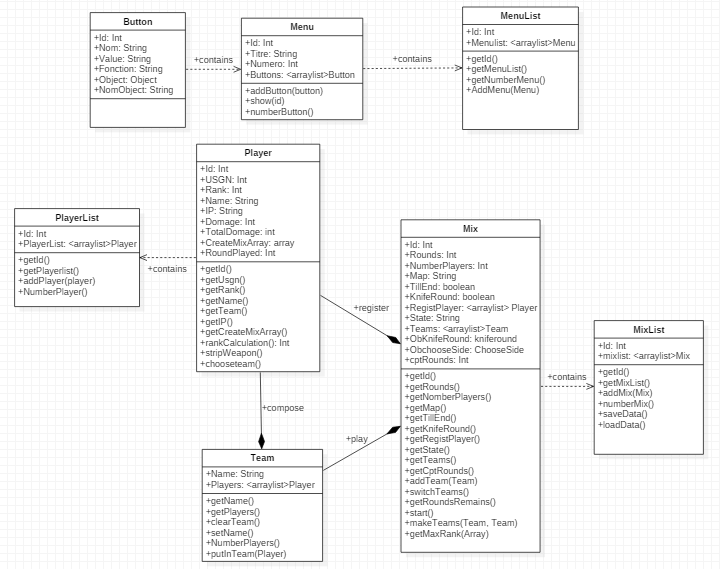 Button
+Id: Int
+Nom: String
+Value: String
+Fonction: String
+Object: Object
+NomObject: String
+contains
Menu
+Id: Int
+Titre: String
+Numero: Int
+Buttons: <arraylist>Button
+addButton(button)
+show(id)
+numberButton()
+contains
MenuList
+Id: Int
+Menulist: <arraylist>Menu
+getId()
+getMenuList()
+getNumberMenu()
+AddMenu(Menu)
Player
+Id: Int
+USGN: Int
+Rank: Int
+Name: String
+IP: String
+Domage: Int
+TotalDomage: int
+CreateMixArray: array
+RoundPlayed: Int
+getId()
+getUsgn()
+getRank()
+getName()
+getTeam()
+getIP()
+getCreateMixArray()
+rankCalculation(): Int
+stripWeapon()
+chooseteam()
PlayerList
+Id: Int
+PlayerList: <arraylist>Player
+getId()
+getPlayerlist()
+addPlayer(player)
+NumberPlayer()
+contains
+register
+compose
+play
Team
+Name: String
+Players: <arraylist>Player
+getName()
+getPlayers()
+clearTeam()
+setName()
+NumberPlayers()
+putInTeam(Player)
Mix
+Id: Int
+Rounds: Int
+NumberPlayers: Int
+Map: String
+TillEnd: boolean
+KnifeRound: boolean
+RegistPlayer: <arraylist> Player
+State: String
+Teams: <arraylist>Team
+ObKnifeRound: kniferound
+ObchooseSide: ChooseSide
+cptRounds: Int
+getId()
+getRounds()
+getNomberPlayers()
+getMap()
+getTillEnd()
+getKnifeRound()
+getRegistPlayer()
+getState()
+getTeams()
+getCptRounds()
+addTeam(Team)
+switchTeams()
+getRoundsRemains()
+start()
+makeTeams(Team, Team)
+getMaxRank(Array)
+contains
MixList
+Id: Int
+mixlist: <arraylist>Mix
+getId()
+getMixList()
+addMix(Mix)
+numberMix()
+saveData()
+loadData()